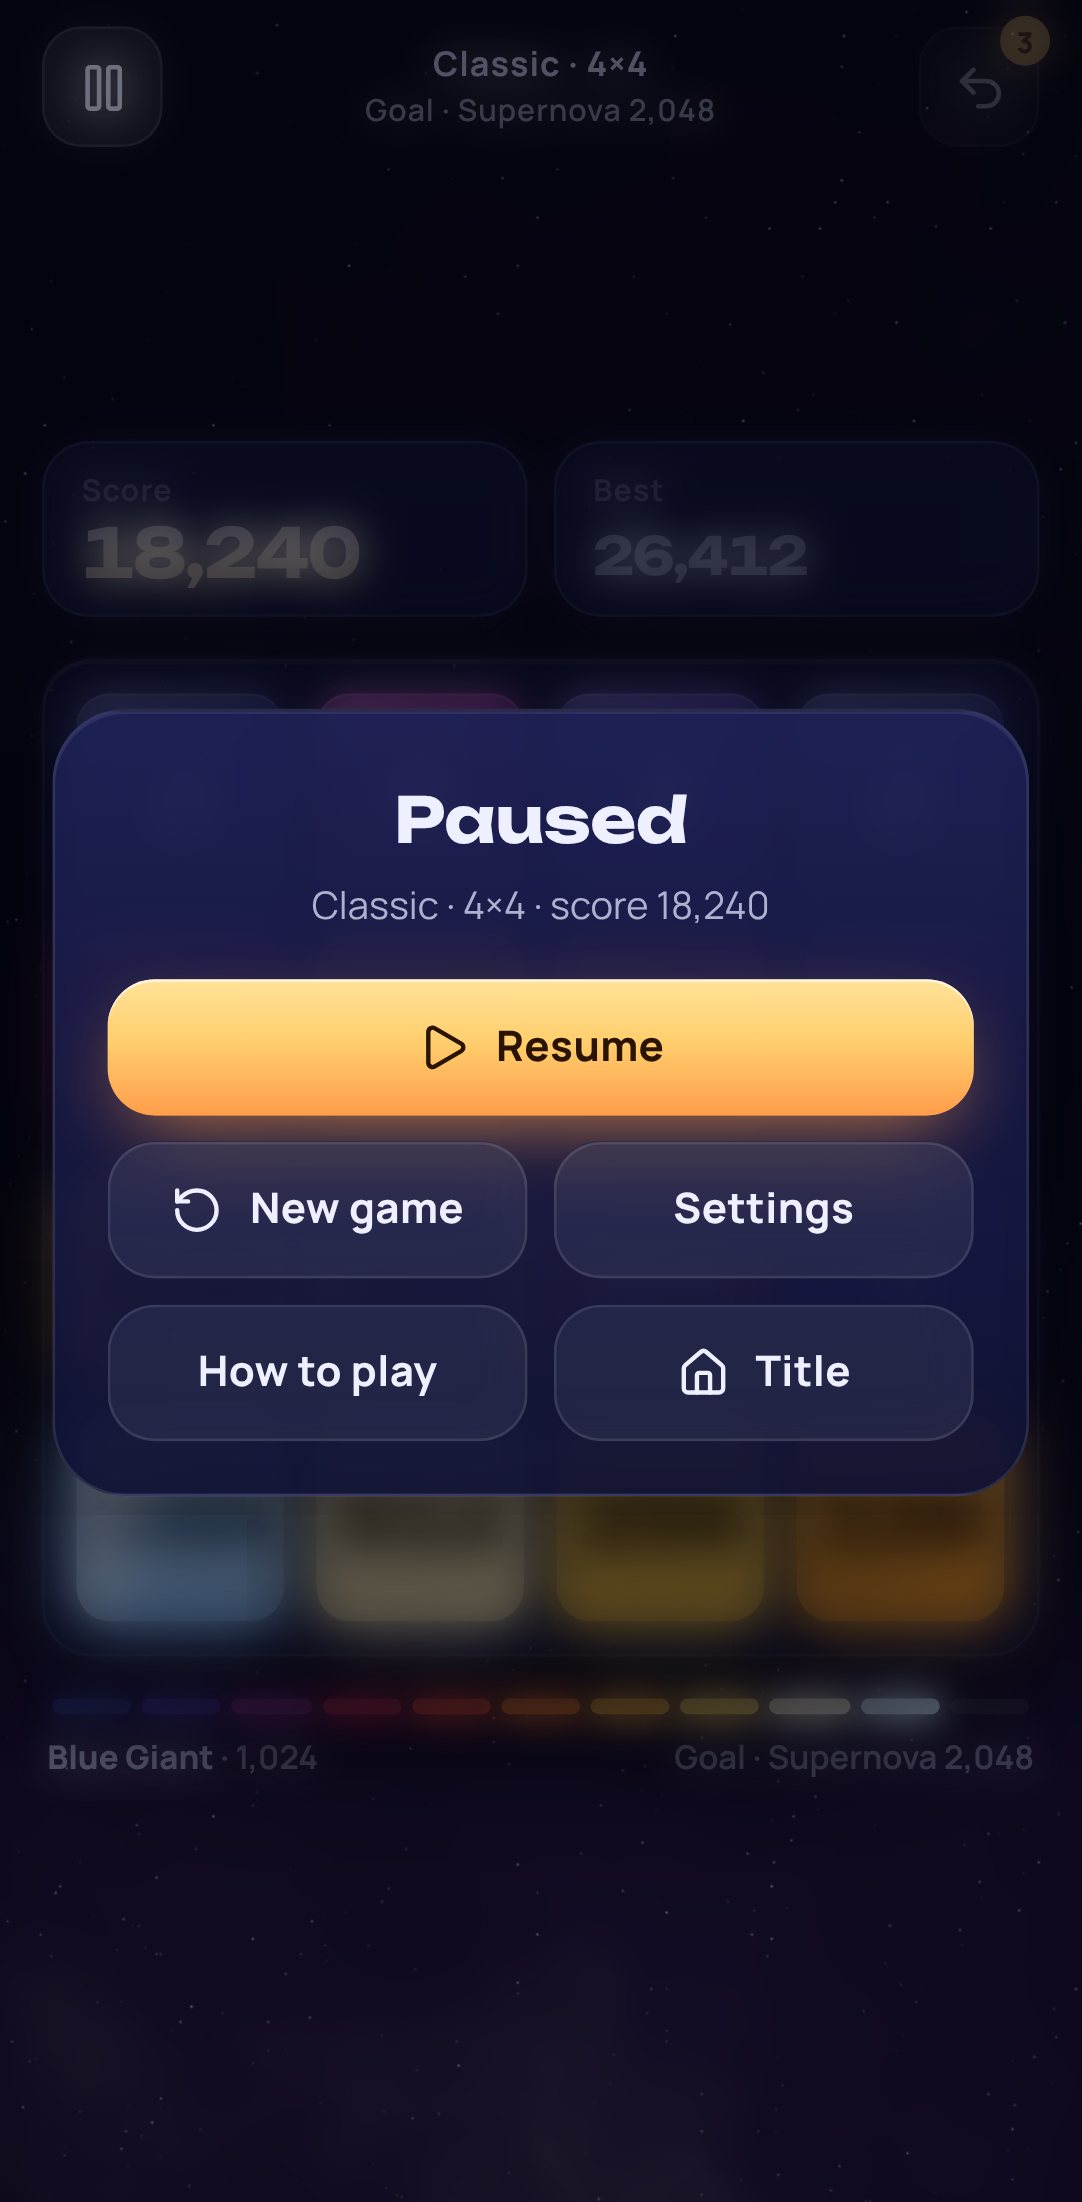 Classic · 4×4
3
Goal · Supernova 2,048
Score
Best
18,240
26,412
Paused
Classic · 4×4 · score 18,240
Resume
New game
Settings
How to play
Title
Blue Giant · 1,024
Goal · Supernova 2,048